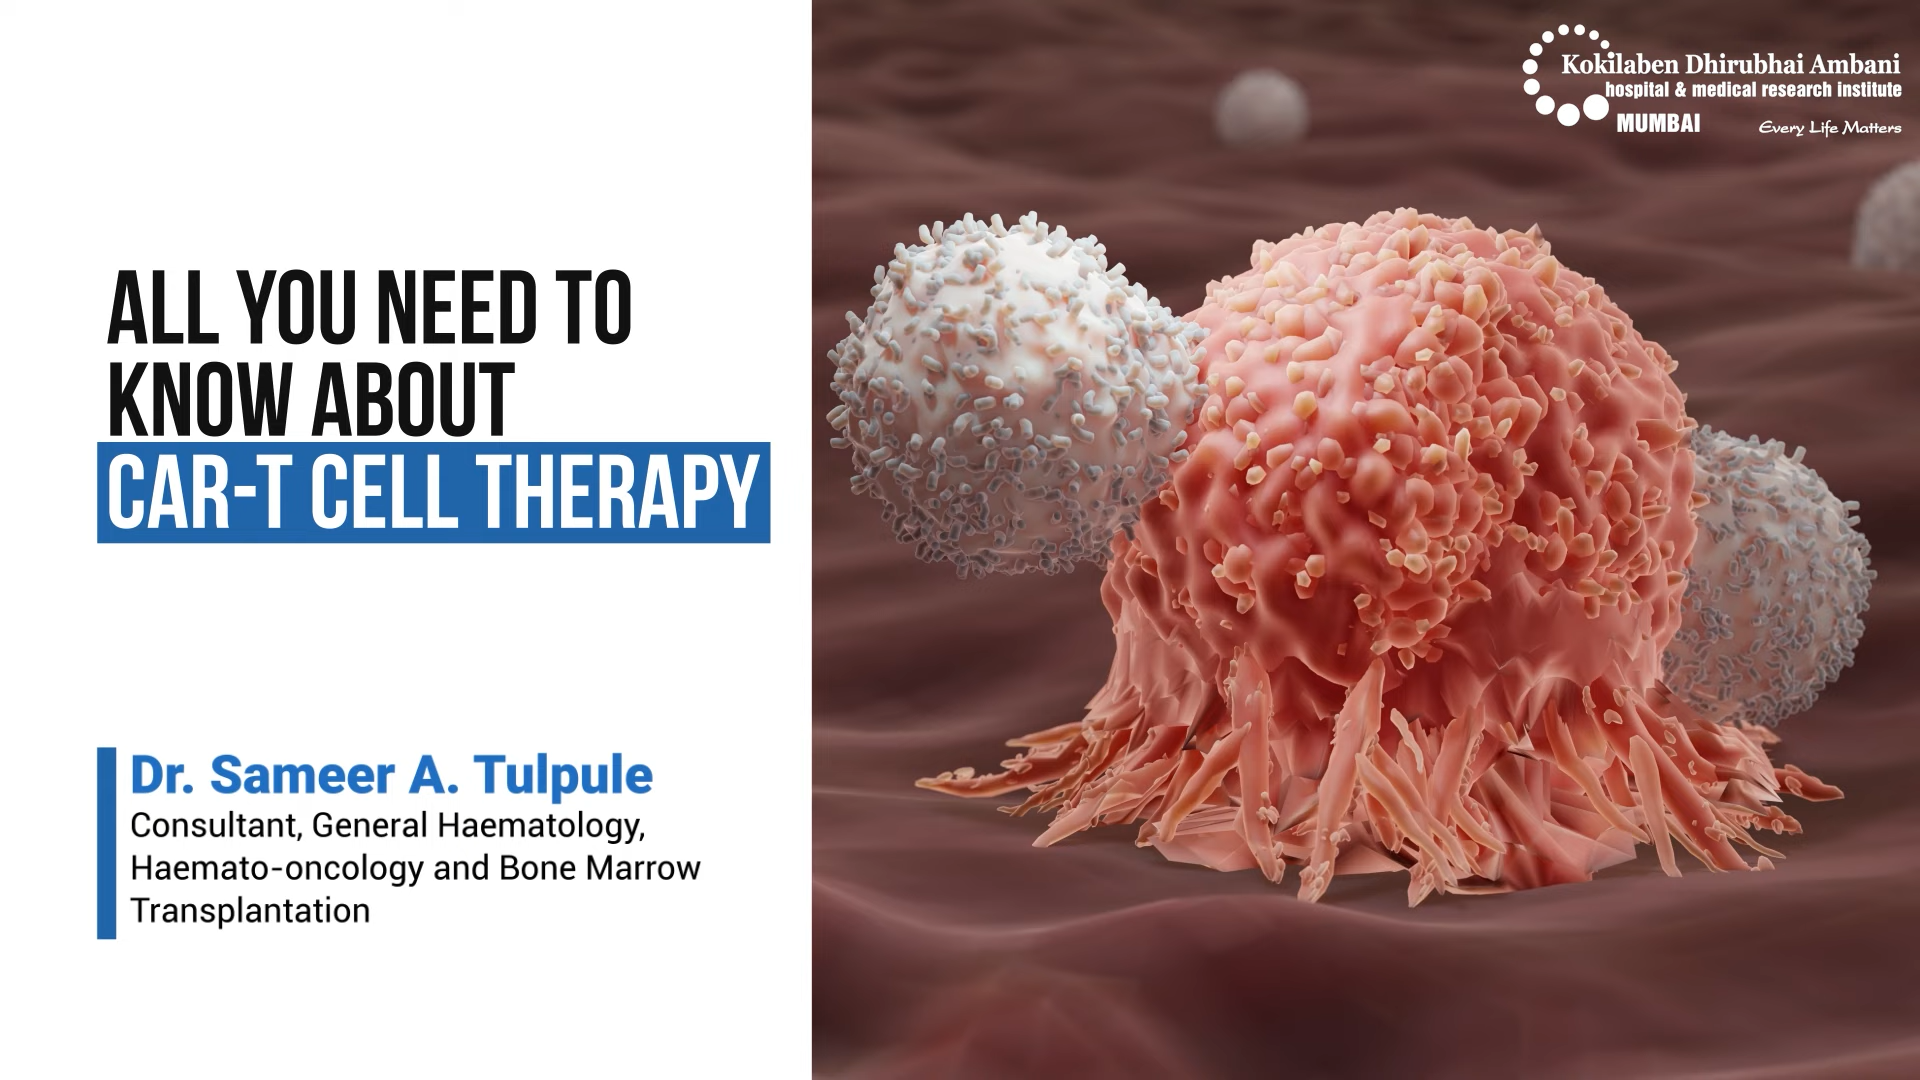 ALL YOU NEED TO
KNOW ABOUT
CAR-T CELL THERAPY
Dr. Sameer A. Tulpule
Consultant, General Haematology,
Haemato-oncology and Bone Marrow
Transplantation
Kokilaben Dhirubhai Ambani
hospital & medical research institute
MUMBAI
Every Life Matters